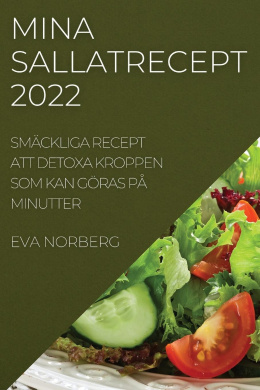 MINA
SALLATRECEPT
2022
SMÄCKLIGA RECEPT
ATT DETOXA KROPPEN
SOM KAN GÖRAS PÅ
MINUTTER
EVA NORBERG